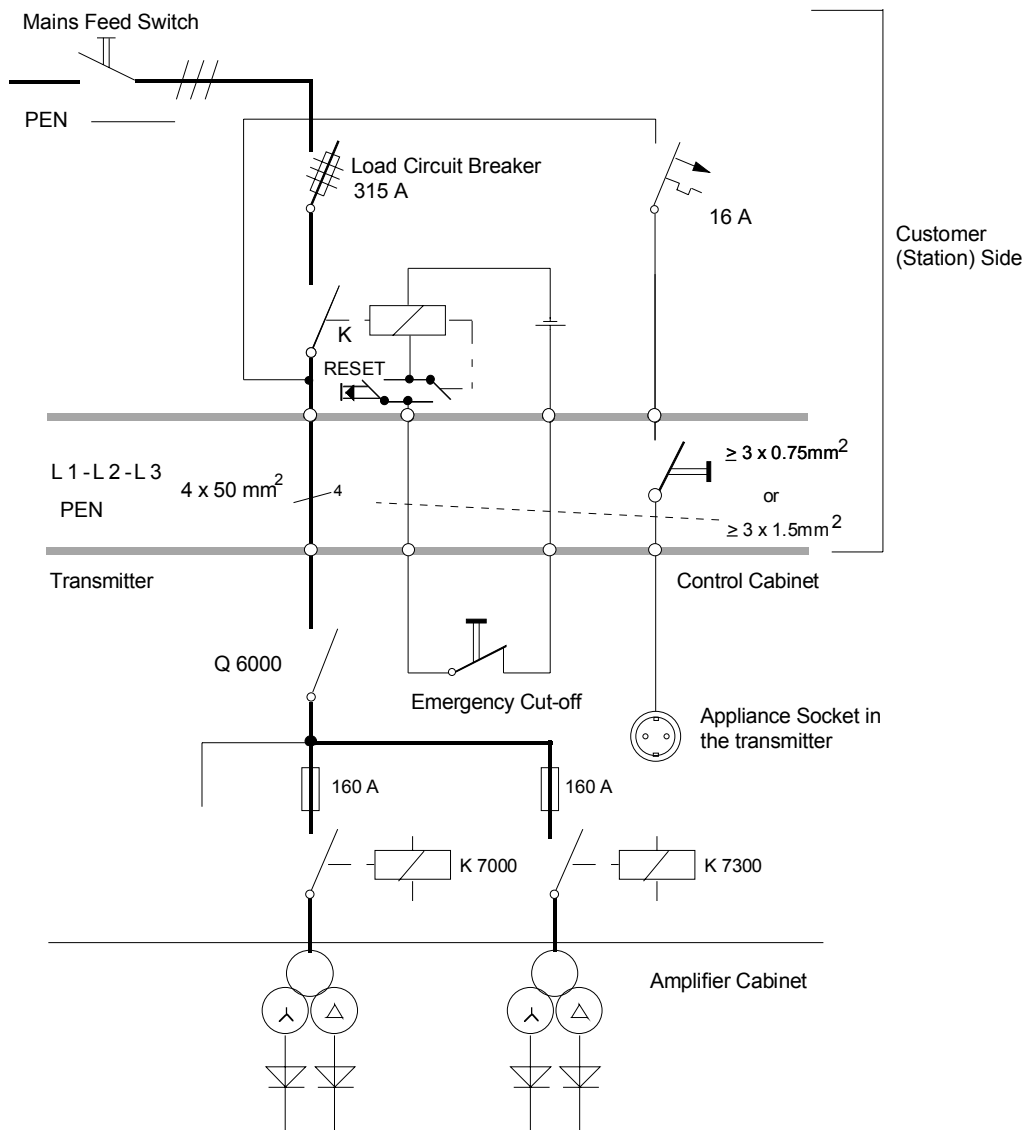 Mains Feed Switch
PEN
Load Circuit Breaker
315 A
16 A
Customer
(Station) Side
K
RESET
L 1 - L 2 - L 3
PEN
4 x 50 mm²
4
≥ 3 x 0.75mm²
or
≥ 3 x 1.5mm²
Transmitter
Control Cabinet
Q 6000
Emergency Cut-off
Appliance Socket in
the transmitter
160 A
160 A
K 7000
K 7300
Amplifier Cabinet